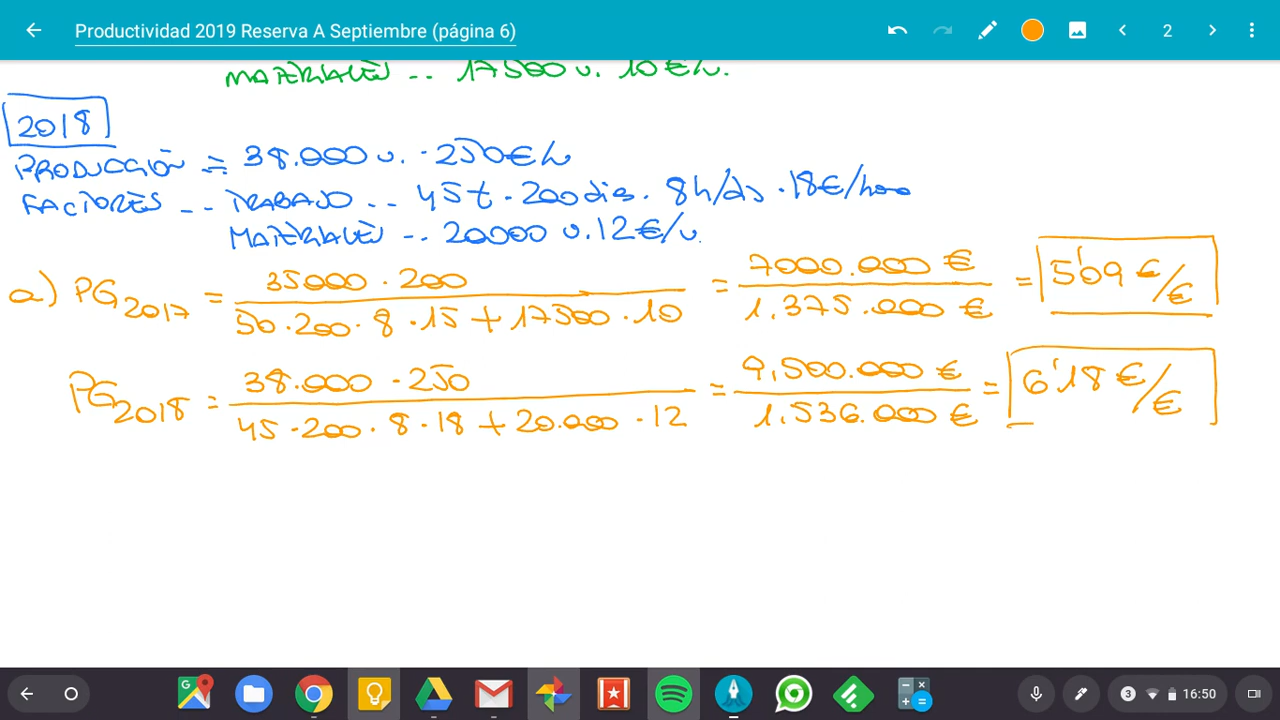 Productividad 2019 Reserva A Septiembre (página 6)
2
MATERIALES .. 17500 u. 10€/u.
2018
PRODUCCIÓN = 38.000 u. · 250€/u
FACTORES .. TRABAJO .. 45 t · 200 días · 8h/día · 18€/hora
MATERIALES .. 20000 u. 12€/u.
a) PG2017 = 35000 · 200 / 50·200·8·15 + 17500·10 = 7000.000 € / 1.375.000 € = 5'09 €/€
PG2018 = 38.000 · 250 / 45·200·8·18 + 20.000·12 = 9,500.000 € / 1.536.000 € = 6'18 €/€
3
16:50